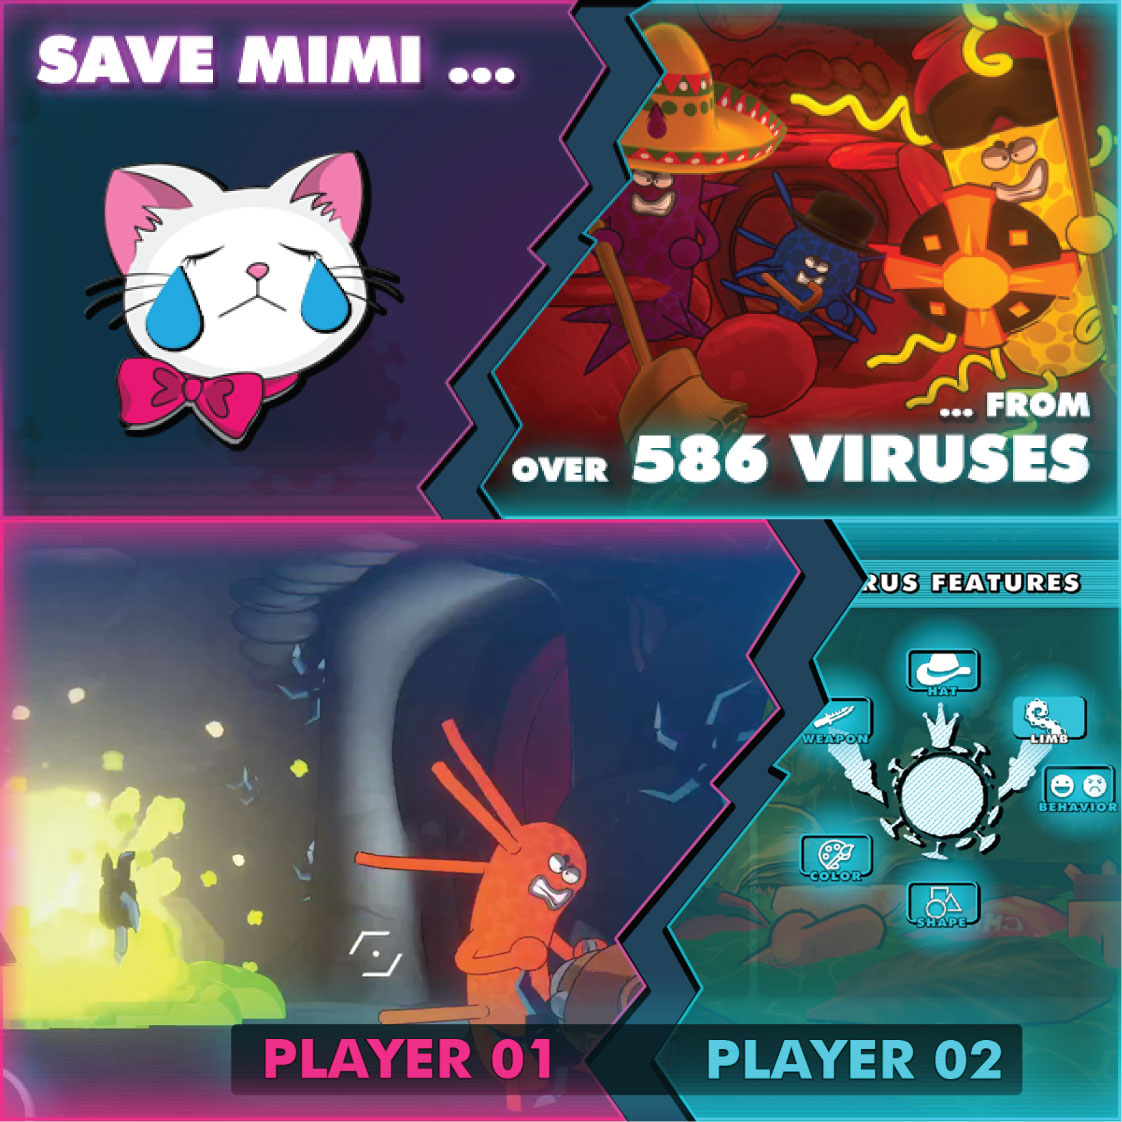 SAVE MIMI ...
... FROM
OVER 586 VIRUSES
RUS FEATURES
HAT
WEAPON
LIMB
BEHAVIOR
COLOR
SHAPE
PLAYER 01
PLAYER 02